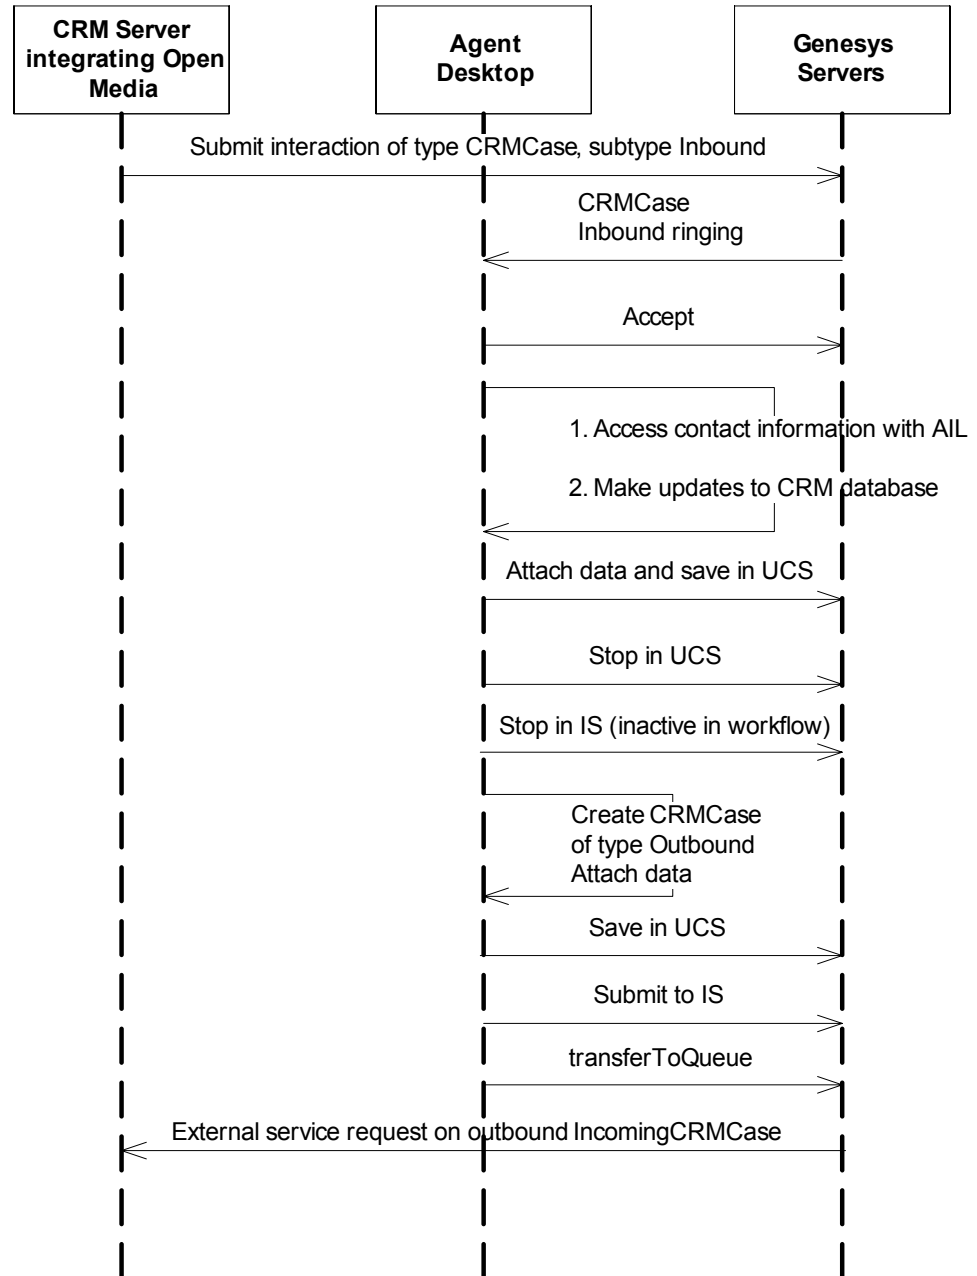 CRM Server
integrating Open
Media
Agent
Desktop
Genesys
Servers
Submit interaction of type CRMCase, subtype Inbound
CRMCase
Inbound ringing
Accept
1. Access contact information with AIL
2. Make updates to CRM database
Attach data and save in UCS
Stop in UCS
Stop in IS (inactive in workflow)
Create CRMCase
of type Outbound
Attach data
Save in UCS
Submit to IS
transferToQueue
External service request on outbound IncomingCRMCase